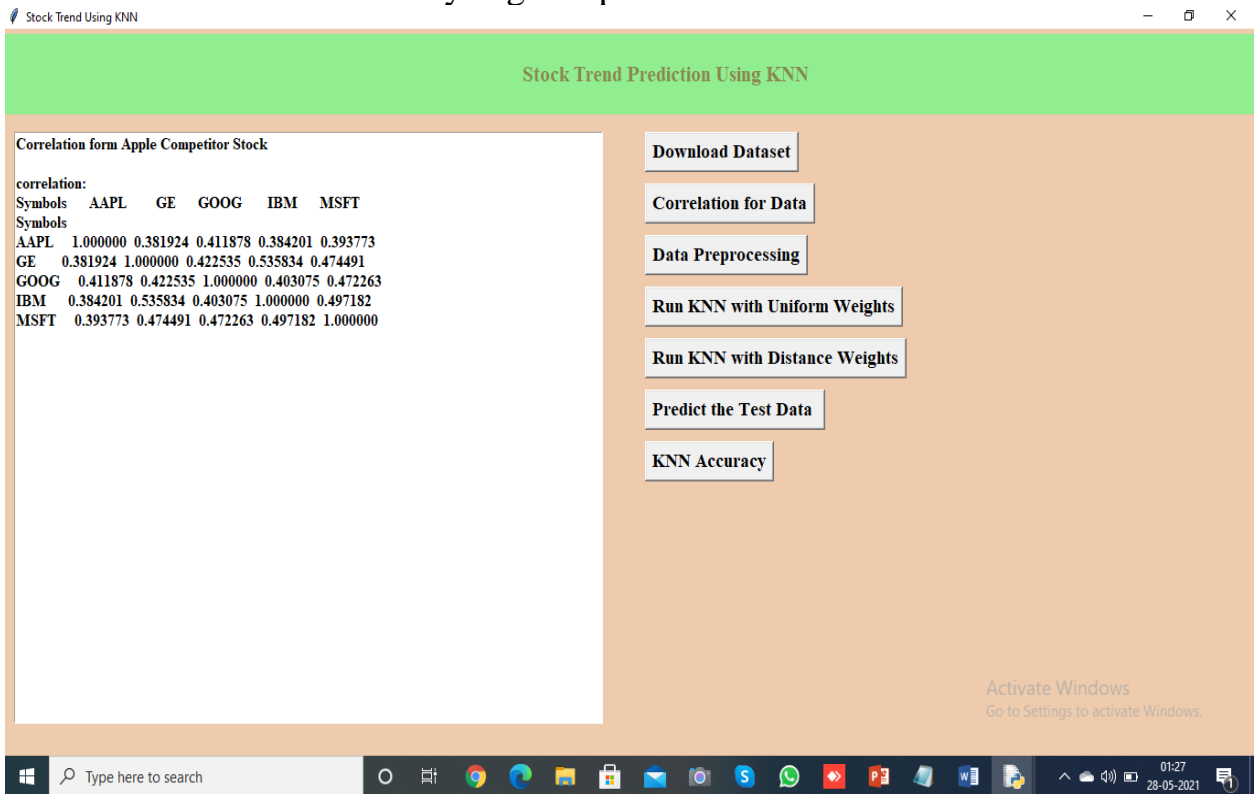 Stock Trend Using KNN
Stock Trend Prediction Using KNN
Correlation form Apple Competitor Stock
correlation:
Symbols AAPL GE GOOG IBM MSFT
Symbols
AAPL 1.000000 0.381924 0.411878 0.384201 0.393773
GE 0.381924 1.000000 0.422535 0.535834 0.474491
GOOG 0.411878 0.422535 1.000000 0.403075 0.472263
IBM 0.384201 0.535834 0.403075 1.000000 0.497182
MSFT 0.393773 0.474491 0.472263 0.497182 1.000000
Download Dataset
Correlation for Data
Data Preprocessing
Run KNN with Uniform Weights
Run KNN with Distance Weights
Predict the Test Data
KNN Accuracy
Activate Windows
Go to Settings to activate Windows.
Type here to search
01:27
28-05-2021